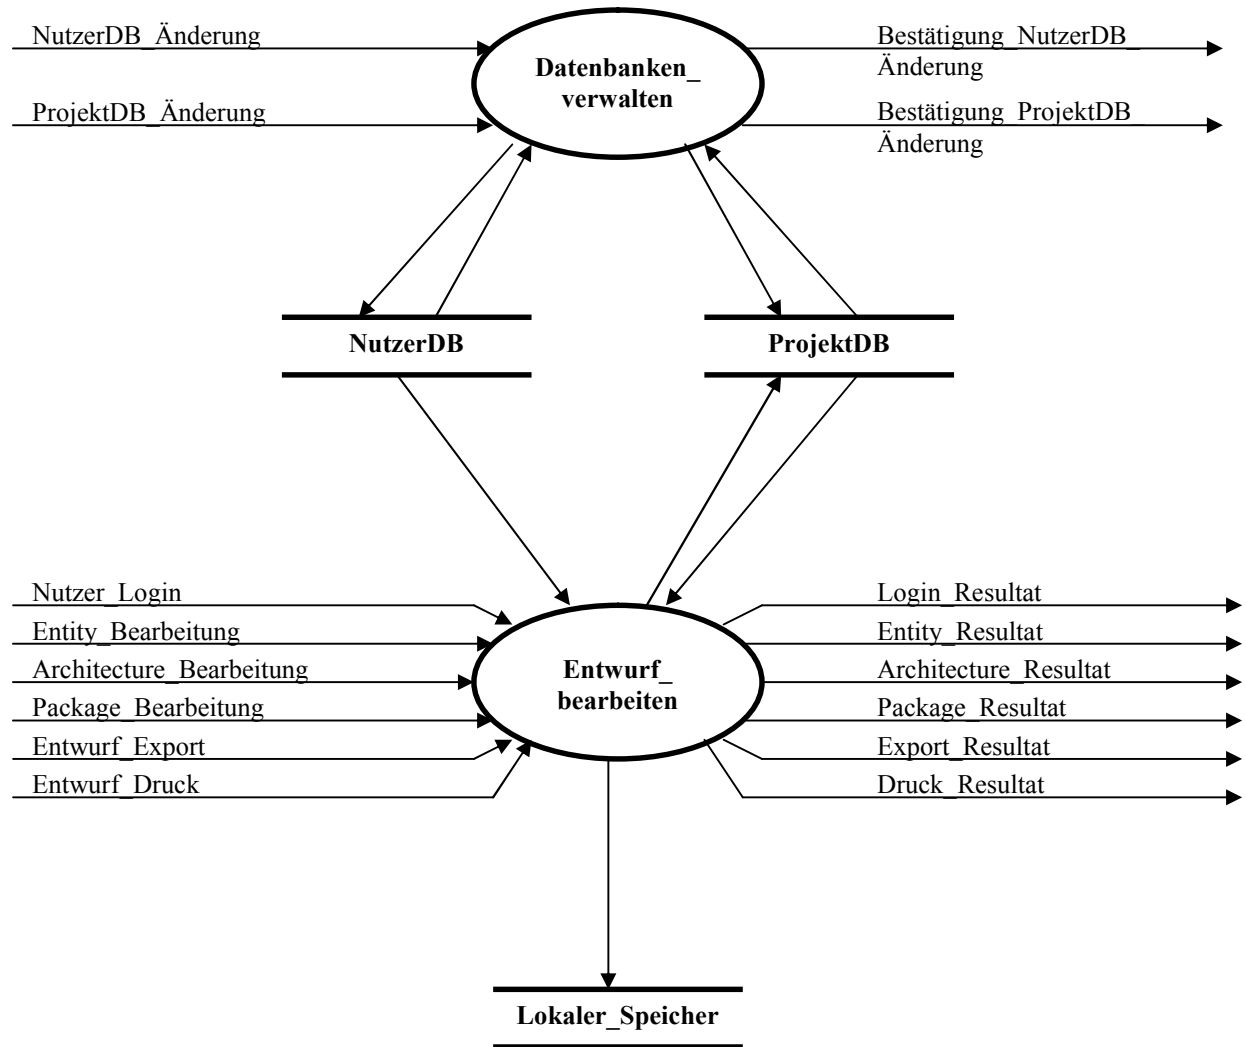 NutzerDB_Änderung
Datenbanken_
verwalten
Bestätigung_NutzerDB_
Änderung
ProjektDB_Änderung
Bestätigung_ProjektDB_
Änderung
NutzerDB
ProjektDB
Nutzer_Login
Entity_Bearbeitung
Architecture_Bearbeitung
Package_Bearbeitung
Entwurf_Export
Entwurf_Druck
Entwurf_
bearbeiten
Login_Resultat
Entity_Resultat
Architecture_Resultat
Package_Resultat
Export_Resultat
Druck_Resultat
Lokaler_Speicher